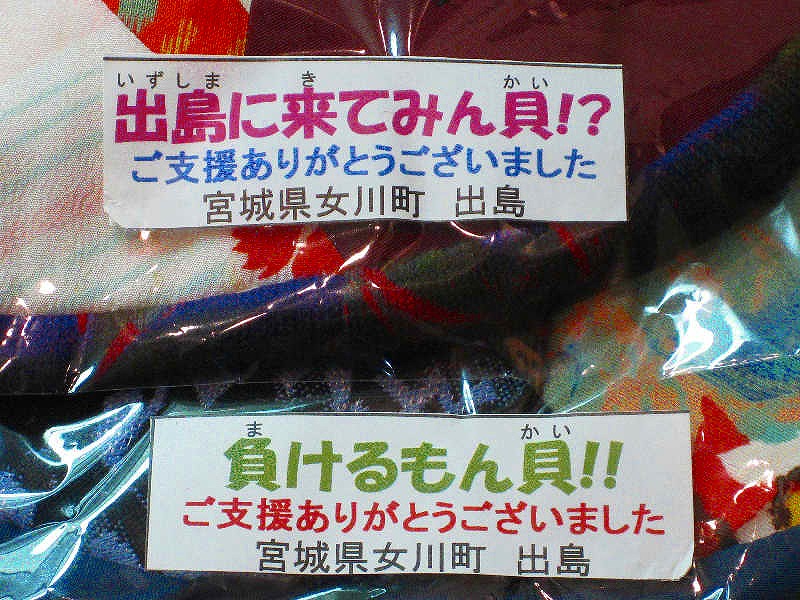 いずしま き かい
出島に来てみん貝!?
ご支援ありがとうございました
宮城県女川町 出島
ま かい
負けるもん貝!!
ご支援ありがとうございました
宮城県女川町 出島